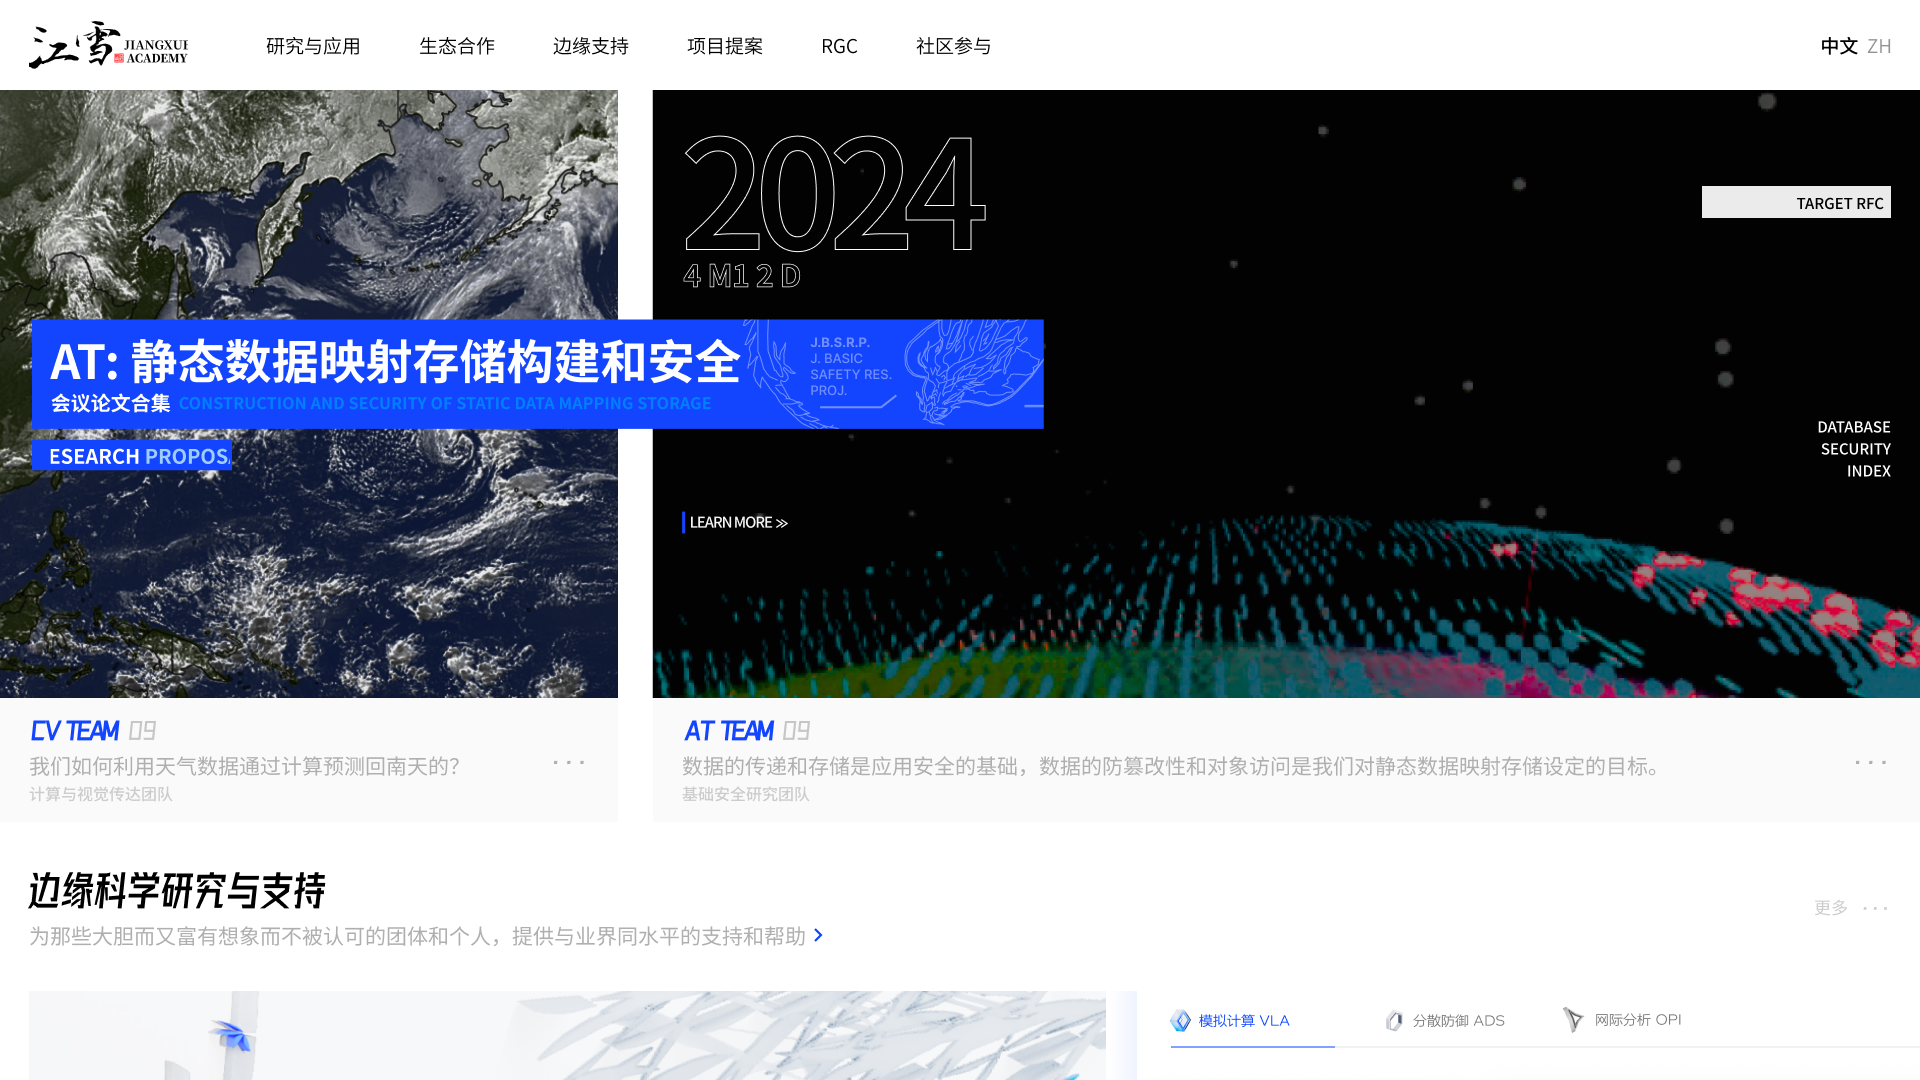 江雪 JIANGXUE ACADEMY
研究与应用
生态合作
边缘支持
项目提案
RGC
社区参与
中文 ZH
2024
4 M1 2 D
TARGET RFC
AT: 静态数据映射存储构建和安全
会议论文合集 CONSTRUCTION AND SECURITY OF STATIC DATA MAPPING STORAGE
J.B.S.R.P.
J. BASIC
SAFETY RES.
PROJ.
ESEARCH PROPOS
DATABASE
SECURITY
INDEX
LEARN MORE
CV TEAM 09
我们如何利用天气数据通过计算预测回南天的?
计算与视觉传达团队
AT TEAM 09
数据的传递和存储是应用安全的基础，数据的防篡改性和对象访问是我们对静态数据映射存储设定的目标。
基础安全研究团队
边缘科学研究与支持
为那些大胆而又富有想象而不被认可的团体和个人，提供与业界同水平的支持和帮助
更多
模拟计算 VLA
分散防御 ADS
网际分析 OPI